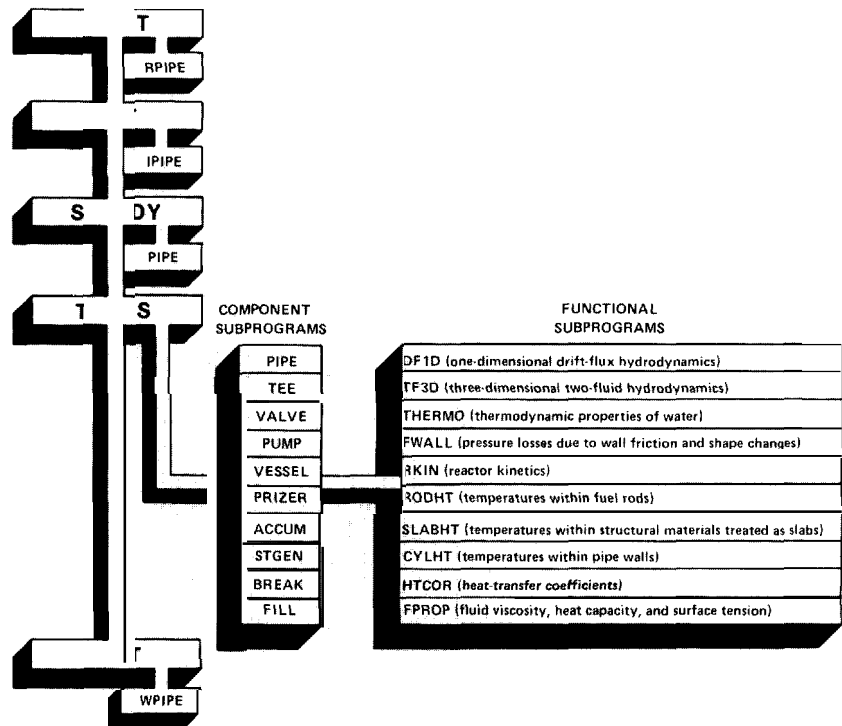 T
RPIPE
IPIPE
S DY
PIPE
S
COMPONENT
SUBPROGRAMS
PIPE
TEE
VALVE
PUMP
VESSEL
PRIZER
ACCUM
STGEN
BREAK
FILL
FUNCTIONAL
SUBPROGRAMS
DF1D (one-dimensional drift-flux hydrodynamics)
TF3D (three-dimensional two-fluid hydrodynamics)
THERMO (thermodynamic properties of water)
FWALL (pressure losses due to wall friction and shape changes)
RKIN (reactor kinetics)
RODHT (temperatures within fuel rods)
SLABHT (temperatures within structural materials treated as slabs)
CYLHT (temperatures within pipe walls)
HTCOR (heat-transfer coefficients)
FPROP (fluid viscosity, heat capacity, and surface tension)
WPIPE